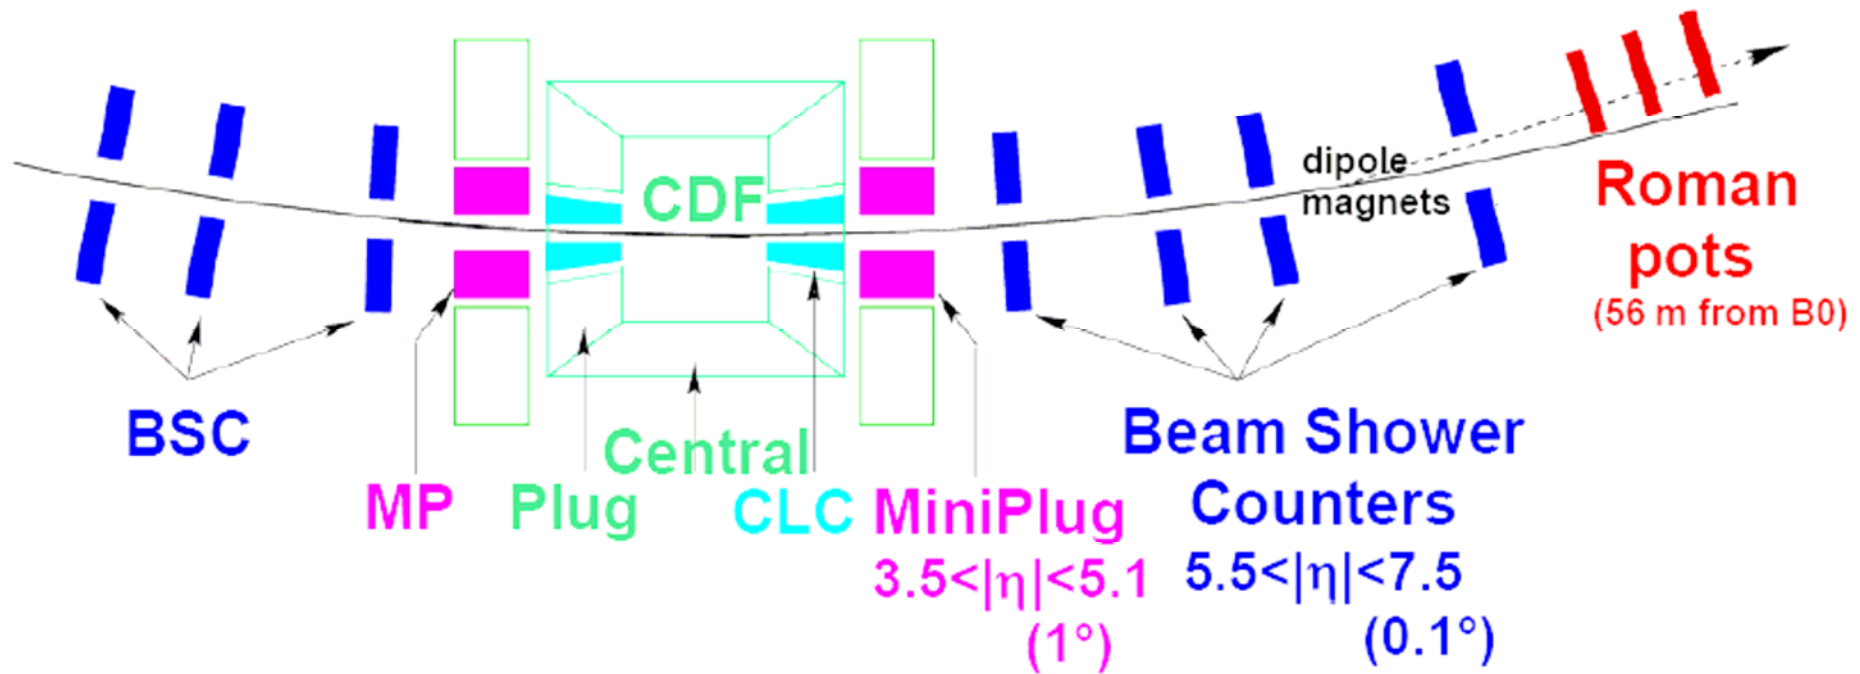 CDF
dipole
magnets
Roman
pots
(56 m from B0)
BSC
Beam Shower
Counters
5.5<|η|<7.5
(0.1°)
Central
MP
Plug
CLC
MiniPlug
3.5<|η|<5.1
(1°)